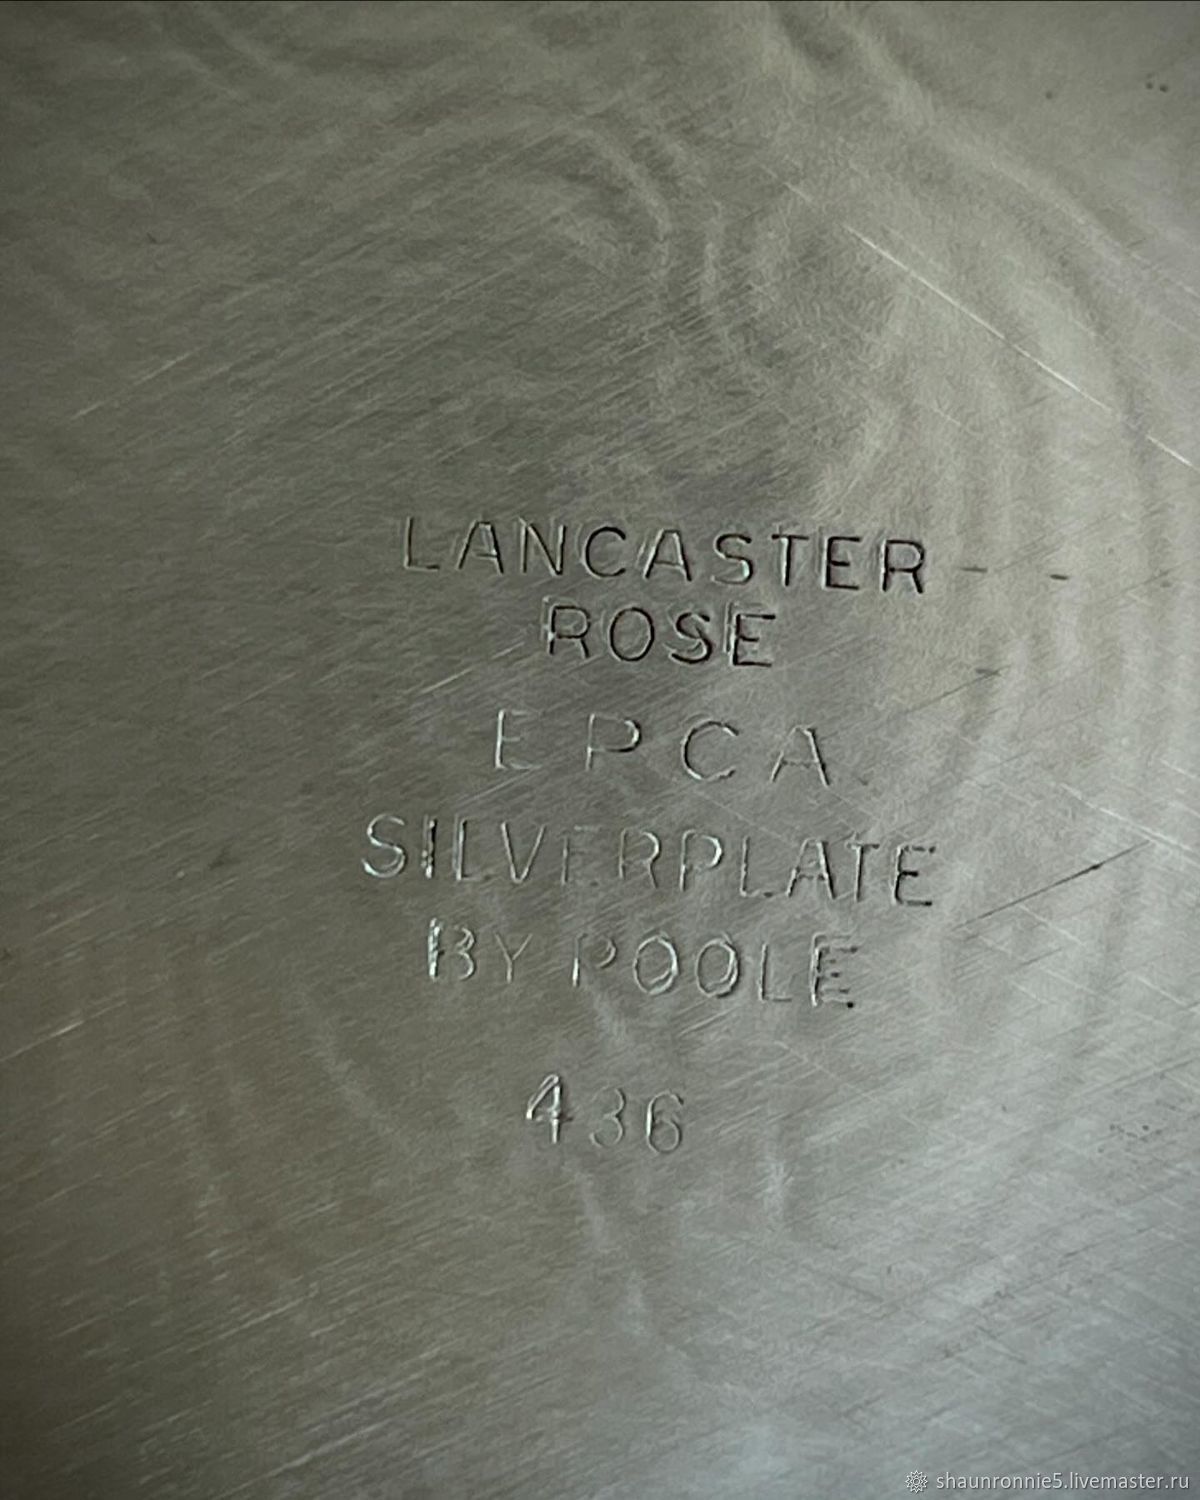 LANCASTER
ROSE
EPCA
SILVERPLATE
BY POOLE
436
shaunronnie5.livemaster.ru